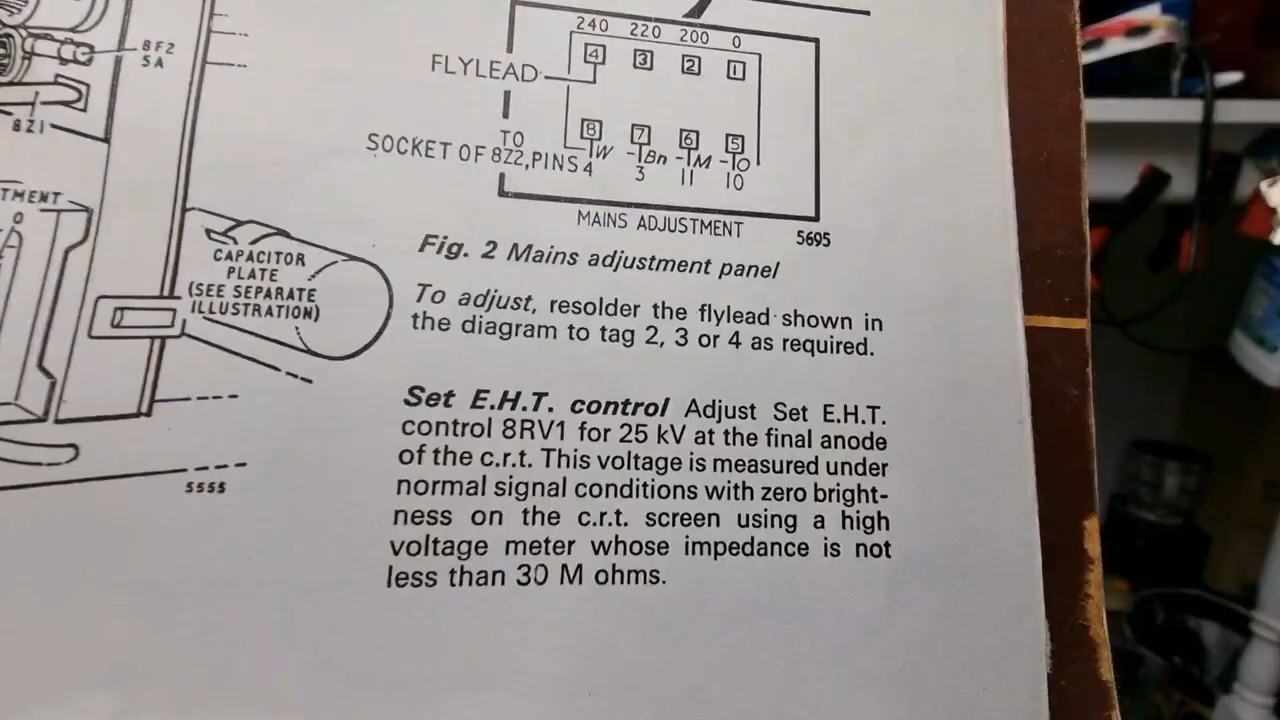 8F2
5A
8Z1
TMENT
0
CAPACITOR
PLATE
(SEE SEPARATE
ILLUSTRATION)
5555
240 220 200 0
4 3 2 1
FLYLEAD
8 7 6 5
TO
W Bn M O
SOCKET OF 8Z2, PINS 4 3 11 10
MAINS ADJUSTMENT
5695
Fig. 2 Mains adjustment panel
To adjust, resolder the flylead shown in
the diagram to tag 2, 3 or 4 as required.
Set E.H.T. control Adjust Set E.H.T.
control 8RV1 for 25 kV at the final anode
of the c.r.t. This voltage is measured under
normal signal conditions with zero bright-
ness on the c.r.t. screen using a high
voltage meter whose impedance is not
less than 30 M ohms.